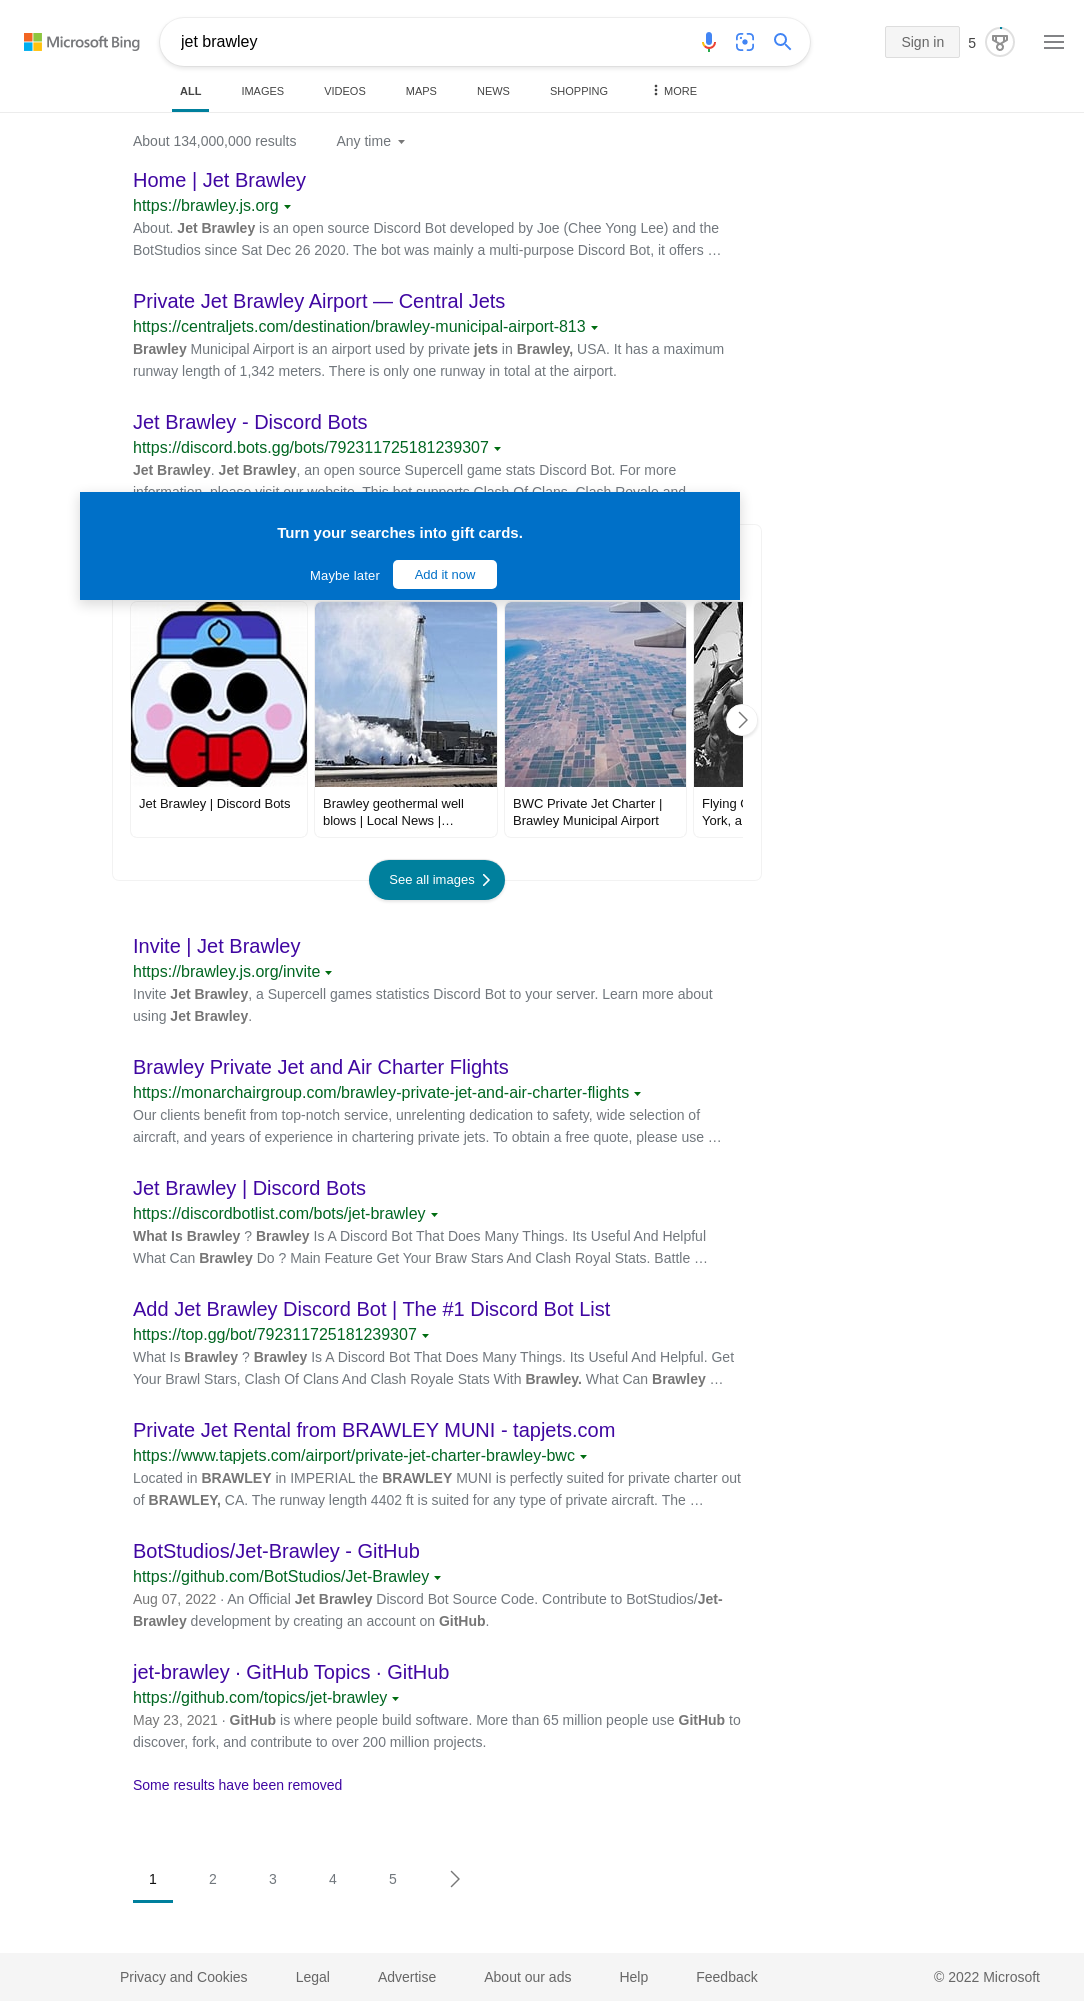 Microsoft Bing
jet brawley
Sign in
5
ALL
IMAGES
VIDEOS
MAPS
NEWS
SHOPPING
MORE
About 134,000,000 results
Any time
Home | Jet Brawley
https://brawley.js.org
About. Jet Brawley is an open source Discord Bot developed by Joe (Chee Yong Lee) and the
BotStudios since Sat Dec 26 2020. The bot was mainly a multi-purpose Discord Bot, it offers …
Private Jet Brawley Airport — Central Jets
https://centraljets.com/destination/brawley-municipal-airport-813
Brawley Municipal Airport is an airport used by private jets in Brawley, USA. It has a maximum
runway length of 1,342 meters. There is only one runway in total at the airport.
Jet Brawley - Discord Bots
https://discord.bots.gg/bots/792311725181239307
Jet Brawley. Jet Brawley, an open source Supercell game stats Discord Bot. For more
information, please visit our website. This bot supports Clash Of Clans, Clash Royale and
Turn your searches into gift cards.
Maybe later
Add it now
Jet Brawley | Discord Bots
Brawley geothermal well
blows | Local News |…
BWC Private Jet Charter |
Brawley Municipal Airport
Flying
York, a
See all images
Invite | Jet Brawley
https://brawley.js.org/invite
Invite Jet Brawley, a Supercell games statistics Discord Bot to your server. Learn more about
using Jet Brawley.
Brawley Private Jet and Air Charter Flights
https://monarchairgroup.com/brawley-private-jet-and-air-charter-flights
Our clients benefit from top-notch service, unrelenting dedication to safety, wide selection of
aircraft, and years of experience in chartering private jets. To obtain a free quote, please use …
Jet Brawley | Discord Bots
https://discordbotlist.com/bots/jet-brawley
What Is Brawley ? Brawley Is A Discord Bot That Does Many Things. Its Useful And Helpful
What Can Brawley Do ? Main Feature Get Your Braw Stars And Clash Royal Stats. Battle …
Add Jet Brawley Discord Bot | The #1 Discord Bot List
https://top.gg/bot/792311725181239307
What Is Brawley ? Brawley Is A Discord Bot That Does Many Things. Its Useful And Helpful. Get
Your Brawl Stars, Clash Of Clans And Clash Royale Stats With Brawley. What Can Brawley …
Private Jet Rental from BRAWLEY MUNI - tapjets.com
https://www.tapjets.com/airport/private-jet-charter-brawley-bwc
Located in BRAWLEY in IMPERIAL the BRAWLEY MUNI is perfectly suited for private charter out
of BRAWLEY, CA. The runway length 4402 ft is suited for any type of private aircraft. The …
BotStudios/Jet-Brawley - GitHub
https://github.com/BotStudios/Jet-Brawley
Aug 07, 2022 · An Official Jet Brawley Discord Bot Source Code. Contribute to BotStudios/Jet-
Brawley development by creating an account on GitHub.
jet-brawley · GitHub Topics · GitHub
https://github.com/topics/jet-brawley
May 23, 2021 · GitHub is where people build software. More than 65 million people use GitHub to
discover, fork, and contribute to over 200 million projects.
Some results have been removed
1
2
3
4
5
Privacy and Cookies
Legal
Advertise
About our ads
Help
Feedback
© 2022 Microsoft